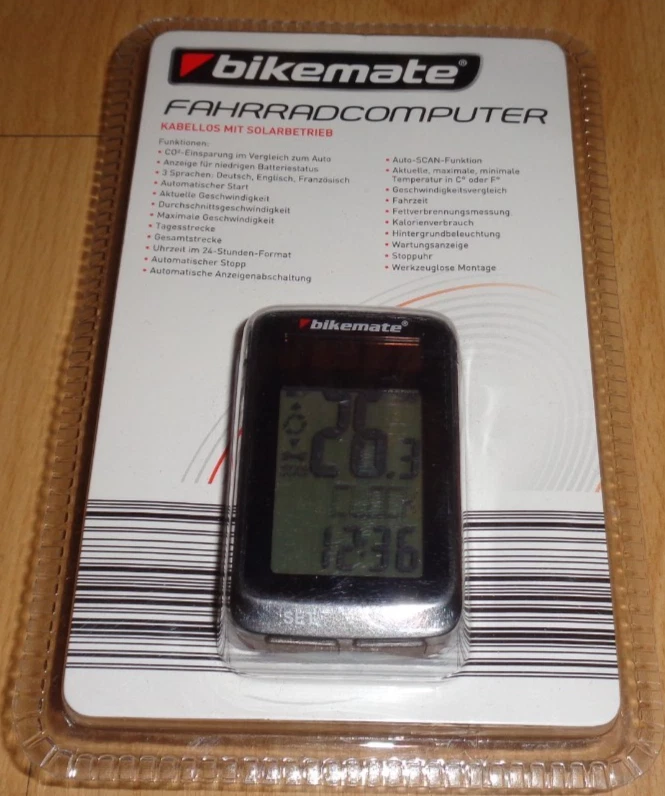 bikemate®
FAHRRADCOMPUTER
KABELLOS MIT SOLARBETRIEB
Funktionen:
• CO²-Einsparung im Vergleich zum Auto
• Anzeige für niedrigen Batteriestatus
• 3 Sprachen: Deutsch, Englisch, Französisch
• Automatischer Start
• Aktuelle Geschwindigkeit
• Durchschnittsgeschwindigkeit
• Maximale Geschwindigkeit
• Tagesstrecke
• Gesamtstrecke
• Uhrzeit im 24-Stunden-Format
• Automatischer Stopp
• Automatische Anzeigenabschaltung
• Auto-SCAN-Funktion
• Aktuelle, maximale, minimale
Temperatur in C° oder F°
• Geschwindigkeitsvergleich
• Fahrzeit
• Fettverbrennungsmessung
• Kalorienverbrauch
• Hintergrundbeleuchtung
• Wartungsanzeige
• Stoppuhr
• Werkzeuglose Montage
bikemate®
26.3
12:36
SET